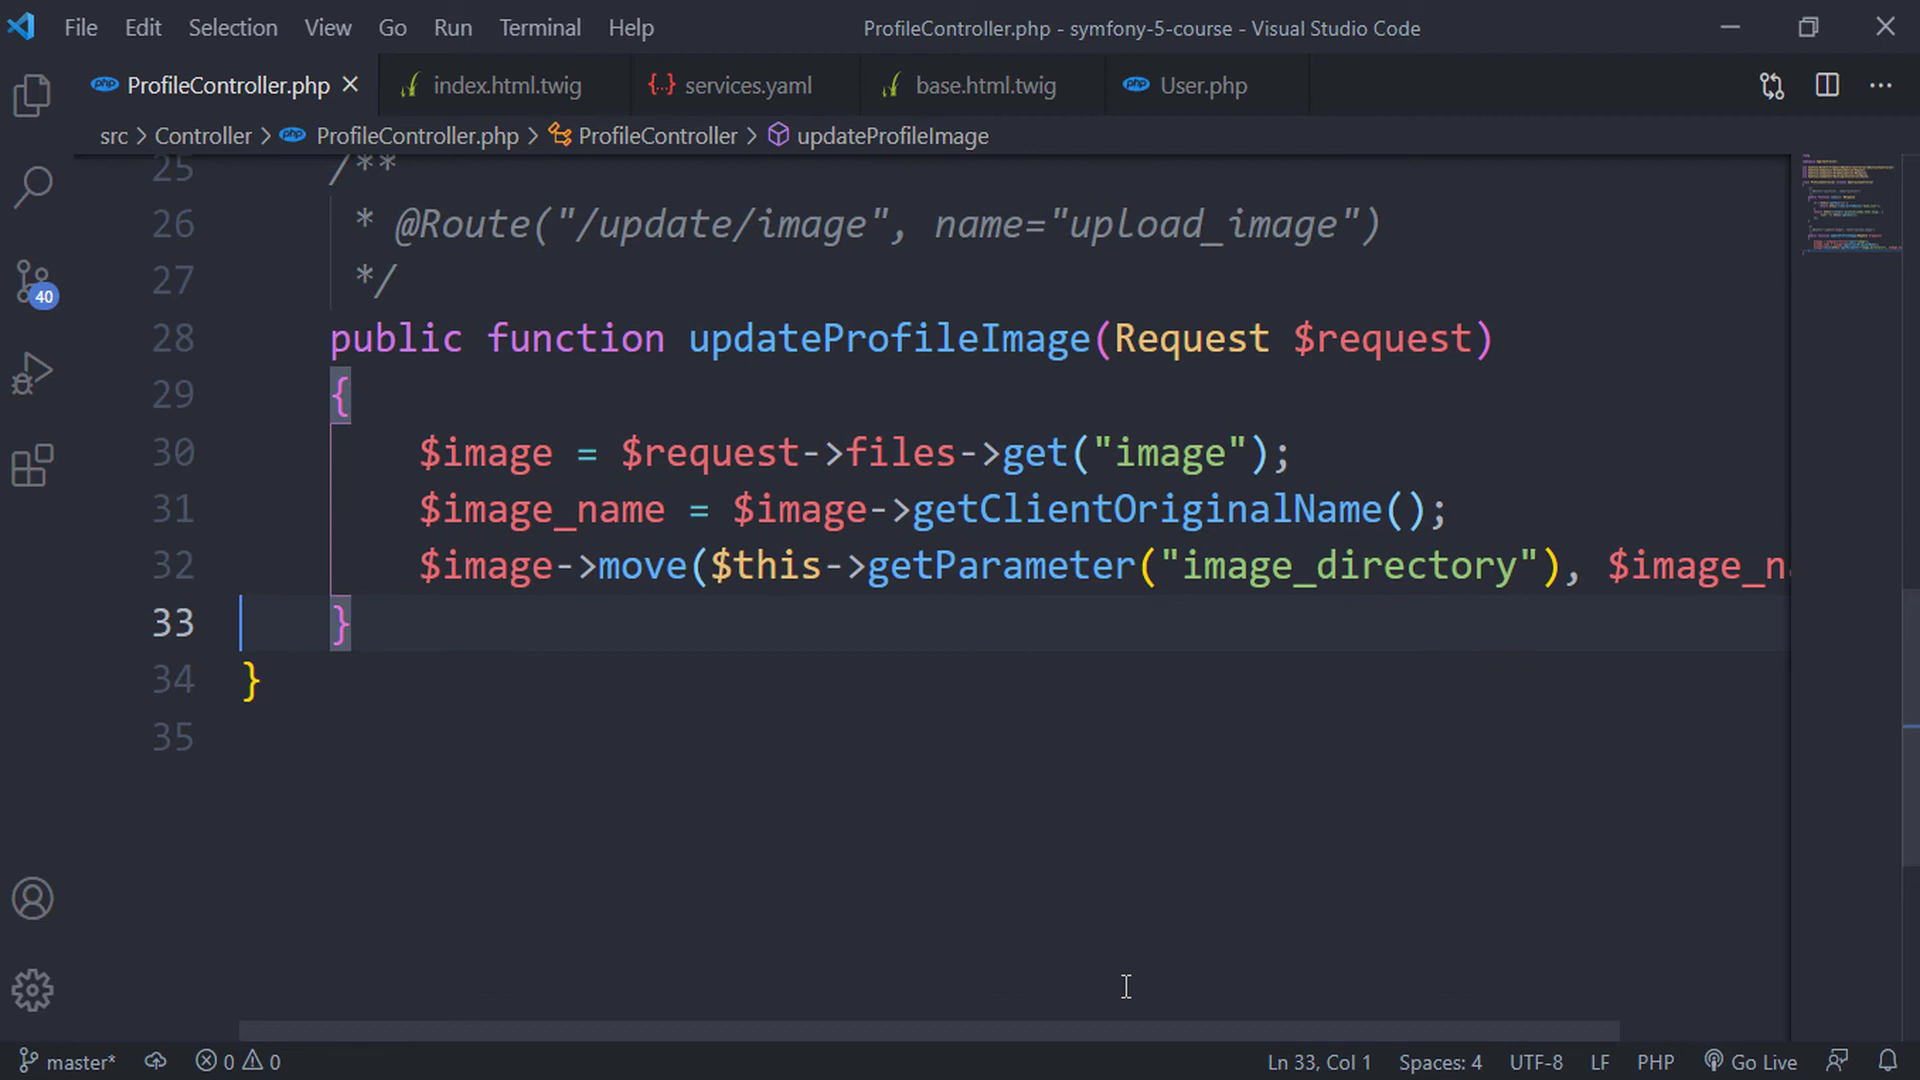 File Edit Selection View Go Run Terminal Help ProfileController.php - symfony-5-course - Visual Studio Code
ProfileController.php index.html.twig services.yaml base.html.twig User.php
src > Controller > ProfileController.php > ProfileController > updateProfileImage
25 /**
26 * @Route("/update/image", name="upload_image")
27 */
28 public function updateProfileImage(Request $request)
29 {
30 $image = $request->files->get("image");
31 $image_name = $image->getClientOriginalName();
32 $image->move($this->getParameter("image_directory"), $image_n
33 }
34 }
35
40
master* 0 0 Ln 33, Col 1 Spaces: 4 UTF-8 LF PHP Go Live